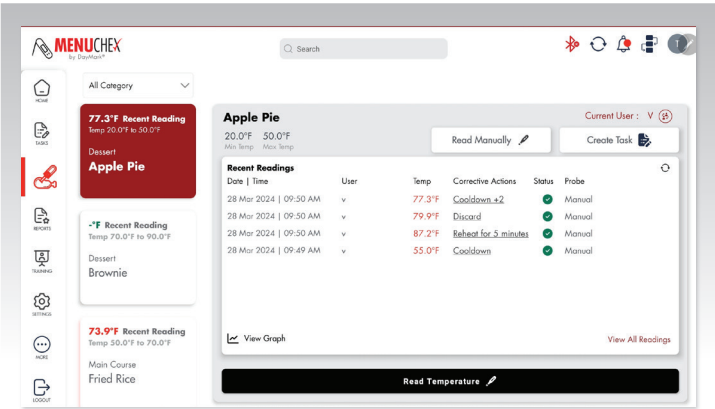 MENUCHEX
by DayMark®
Search
T
HOME
TASKS
REPORTS
TRAINING
SETTINGS
MORE
LOGOUT
All Category
77.3°F Recent Reading
Temp 20.0°F to 50.0°F
Dessert
Apple Pie
-°F Recent Reading
Temp 70.0°F to 90.0°F
Dessert
Brownie
73.9°F Recent Reading
Temp 50.0°F to 70.0°F
Main Course
Fried Rice
Apple Pie
Current User : V
20.0°F 50.0°F
Min Temp Max Temp
Read Manually
Create Task
Recent Readings
Date | Time User Temp Corrective Actions Status Probe
28 Mar 2024 | 09:50 AM v 77.3°F Cooldown +2 Manual
28 Mar 2024 | 09:50 AM v 79.9°F Discard Manual
28 Mar 2024 | 09:50 AM v 87.2°F Reheat for 5 minutes Manual
28 Mar 2024 | 09:49 AM v 55.0°F Cooldown Manual
View Graph
View All Readings
Read Temperature